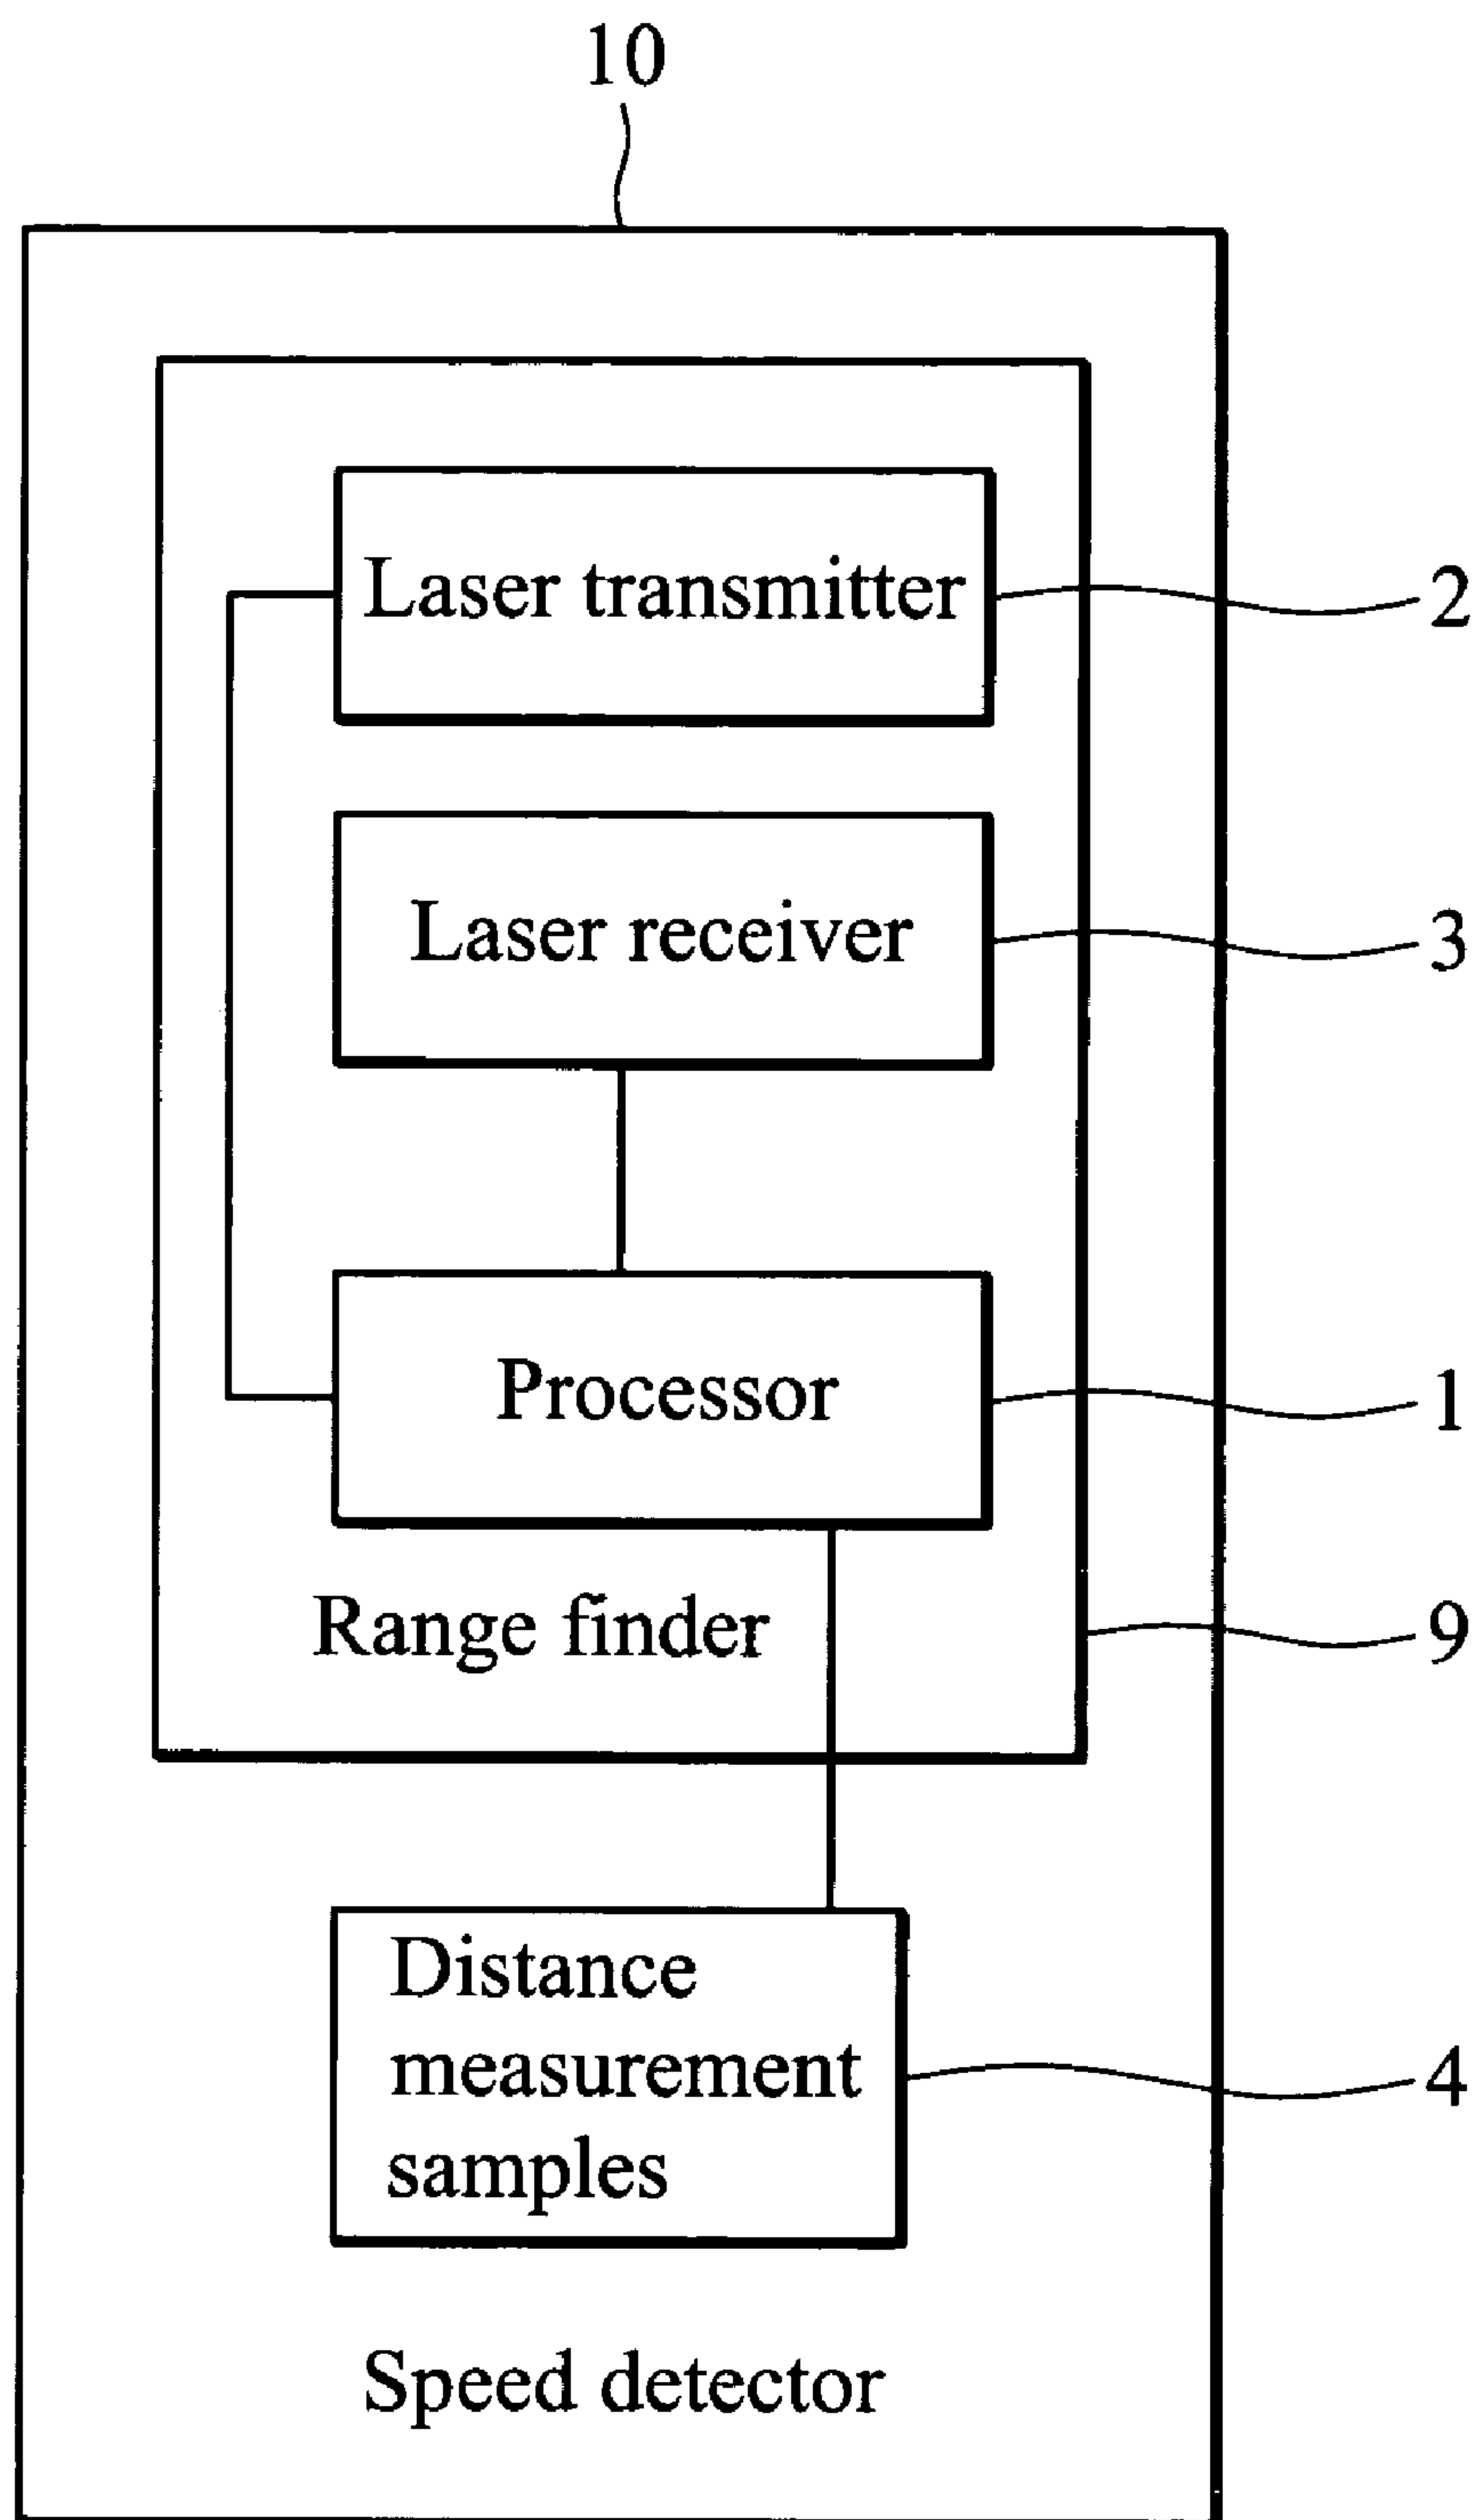 10
Laser transmitter
2
Laser receiver
3
Processor
1
Range finder
9
Distance
measurement
samples
4
Speed detector